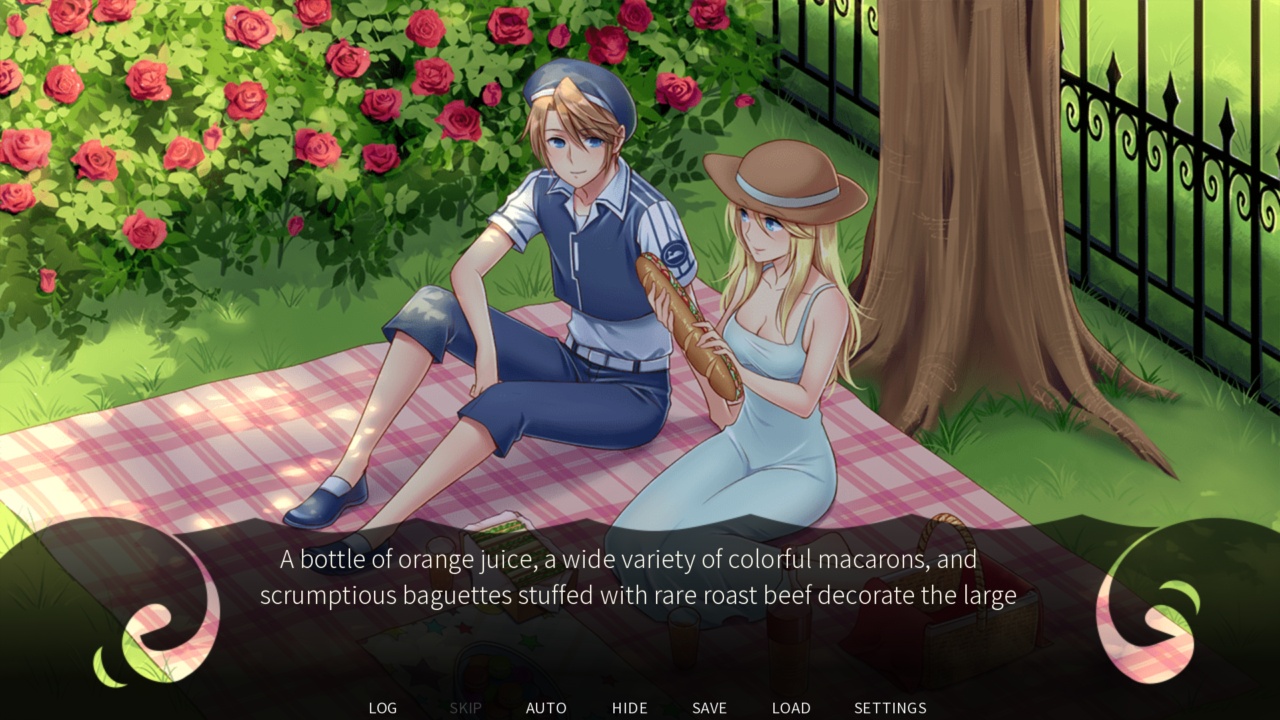 A bottle of orange juice, a wide variety of colorful macarons, and
scrumptious baguettes stuffed with rare roast beef decorate the large
LOG SKIP AUTO HIDE SAVE LOAD SETTINGS